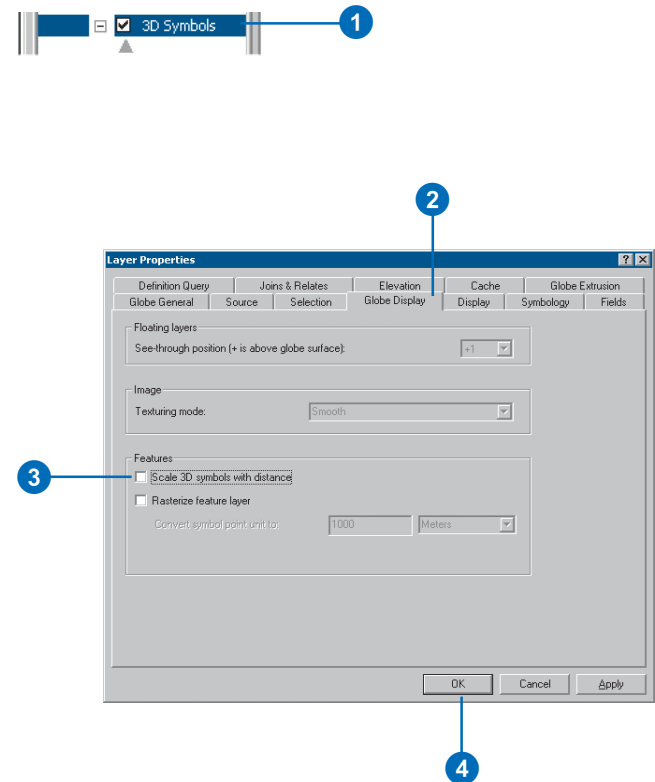 3D Symbols
1
2
Layer Properties
Definition Query Joins & Relates Elevation Cache Globe Extrusion
Globe General Source Selection Globe Display Display Symbology Fields
Floating layers
See-through position (+ is above globe surface): +1
Image
Texturing mode: Smooth
Features
3
Scale 3D symbols with distance
Rasterize feature layer
Convert symbol point unit to: 1000 Meters
OK Cancel Apply
4